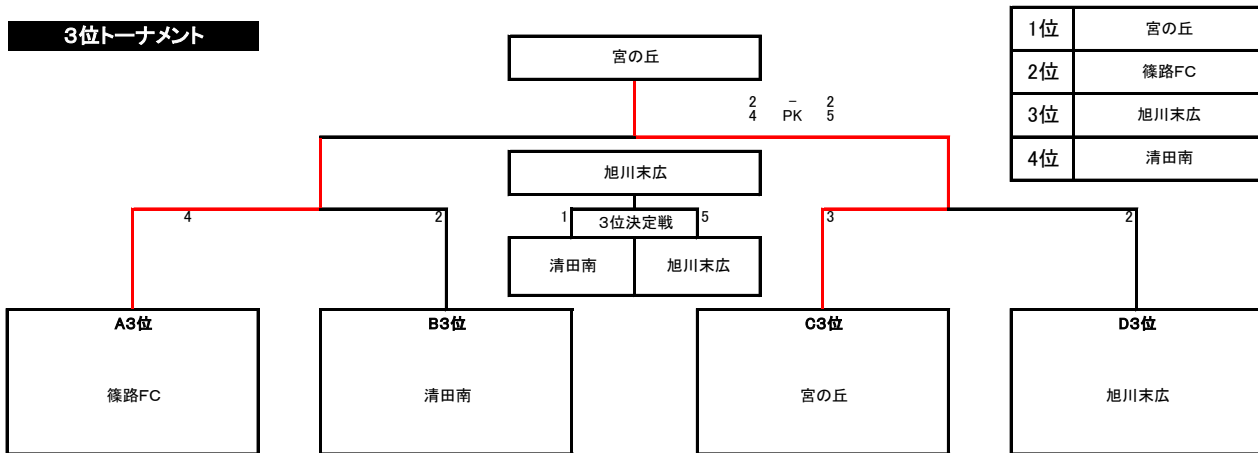 3位トーナメント
1位 宮の丘
2位 篠路FC
3位 旭川末広
4位 清田南
宮の丘
2 - 2
4 PK 5
旭川末広
4 2 1 3位決定戦 5 3 2
清田南 旭川末広
A3位 B3位 C3位 D3位
篠路FC 清田南 宮の丘 旭川末広